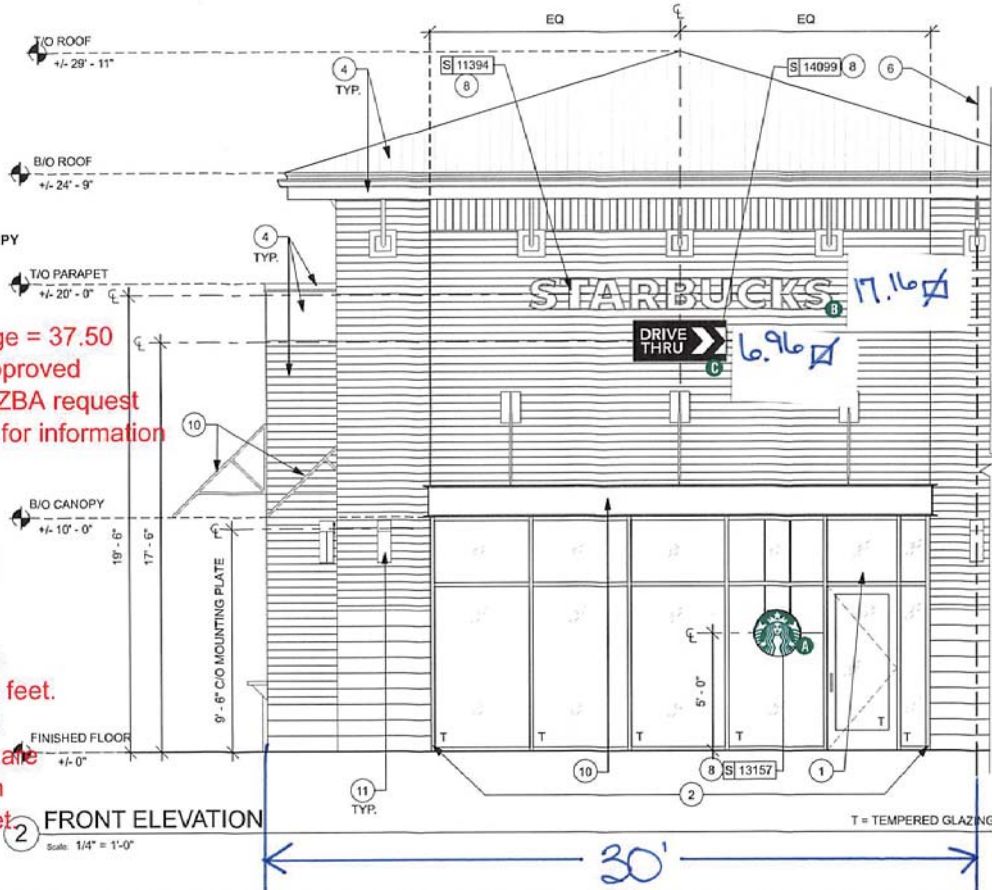 EQ
℄
EQ
T/O ROOF
+/- 29' - 11"
4
TYP.
S 11394
8
S 14099
8
6
B/O ROOF
+/- 24' - 9"
PY
4
TYP.
T/O PARAPET
+/- 20' - 0"
℄
STARBUCKS
B
17.16
ge = 37.50
proved
ZBA request
for information
℄
DRIVE
THRU
C
6.96
10
B/O CANOPY
+/- 10' - 0"
19' - 6"
17' - 6"
℄
9' - 6" C/O MOUNTING PLATE
℄
5' - 0"
A
feet.
FINISHED FLOOR
+/- 0"
are
T
T
T
T
T
T
11
TYP.
10
8
S 13157
2
1
2
FRONT ELEVATION
Scale: 1/4" = 1'-0"
T = TEMPERED GLAZING
30'